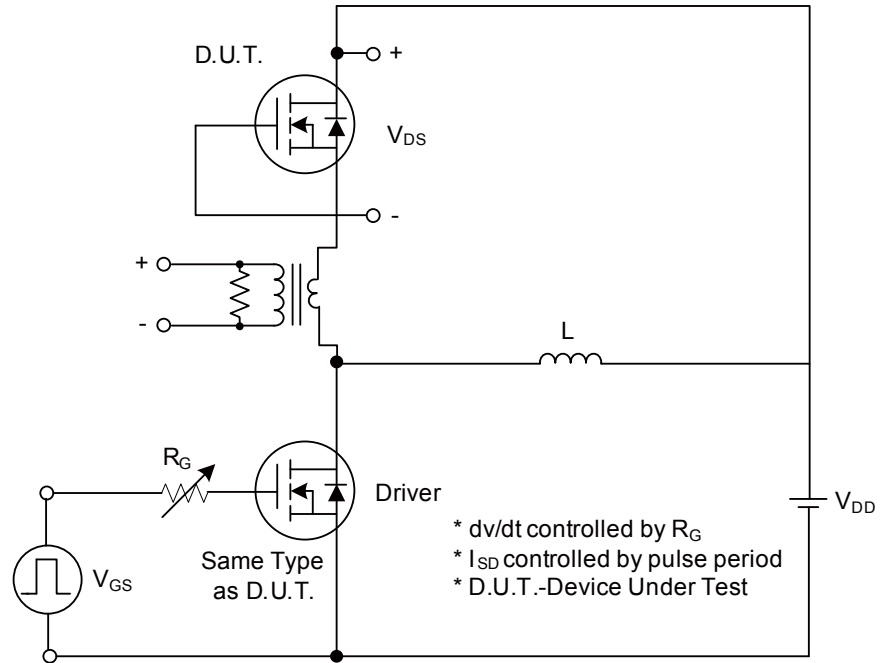 D.U.T.
+
V_DS
-
+
-
L
R_G
Driver
V_DD
V_GS
Same Type
as D.U.T.
* dv/dt controlled by R_G
* I_SD controlled by pulse period
* D.U.T.-Device Under Test